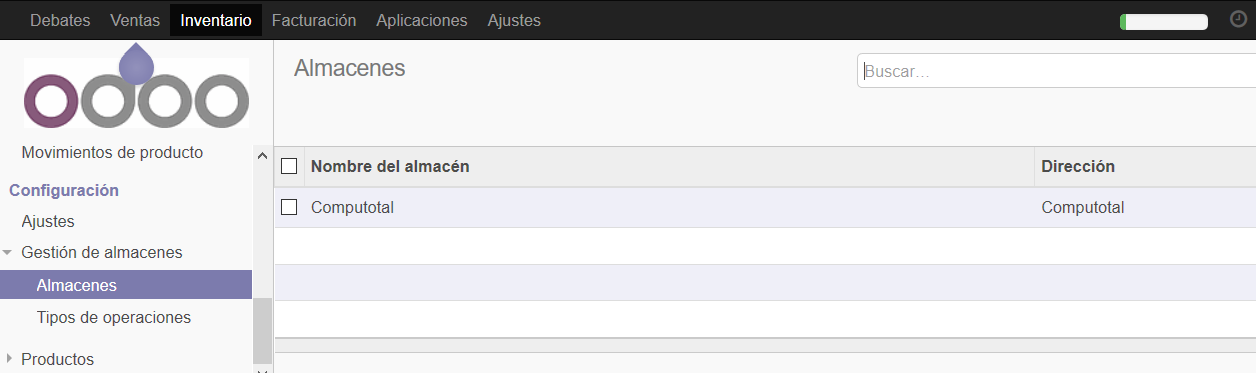 Debates Ventas Inventario Facturación Aplicaciones Ajustes
odoo
Almacenes
Buscar...
Movimientos de producto
Configuración
Ajustes
Gestión de almacenes
Almacenes
Tipos de operaciones
Productos
Nombre del almacén Dirección
Computotal Computotal